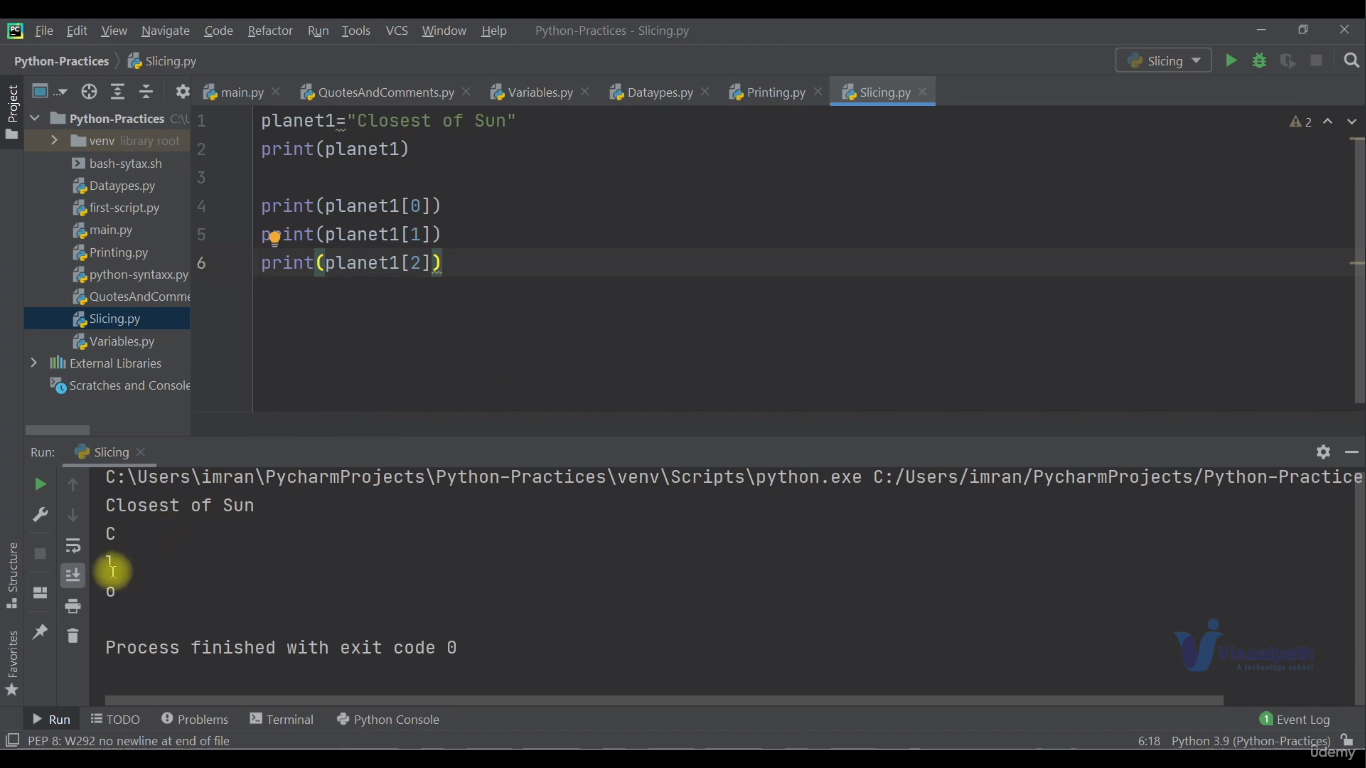 File Edit View Navigate Code Refactor Run Tools VCS Window Help Python-Practices - Slicing.py
Python-Practices Slicing.py Slicing
Project main.py QuotesAndComments.py Variables.py Dataypes.py Printing.py Slicing.py
Python-Practices C:\U
venv library root
bash-sytax.sh
Dataypes.py
first-script.py
main.py
Printing.py
python-syntaxx.py
QuotesAndComme
Slicing.py
Variables.py
External Libraries
Scratches and Console
1 planet1="Closest of Sun"
2 print(planet1)
3
4 print(planet1[0])
5 print(planet1[1])
6 print(planet1[2])
2
Run: Slicing
C:\Users\imran\PycharmProjects\Python-Practices\venv\Scripts\python.exe C:/Users/imran/PycharmProjects/Python-Practice
Closest of Sun
C
l
o
Process finished with exit code 0
Structure
Favorites
Visualpath
A technology school
Run TODO Problems Terminal Python Console 1 Event Log
PEP 8: W292 no newline at end of file 6:18 Python 3.9 (Python-Practices)
udemy